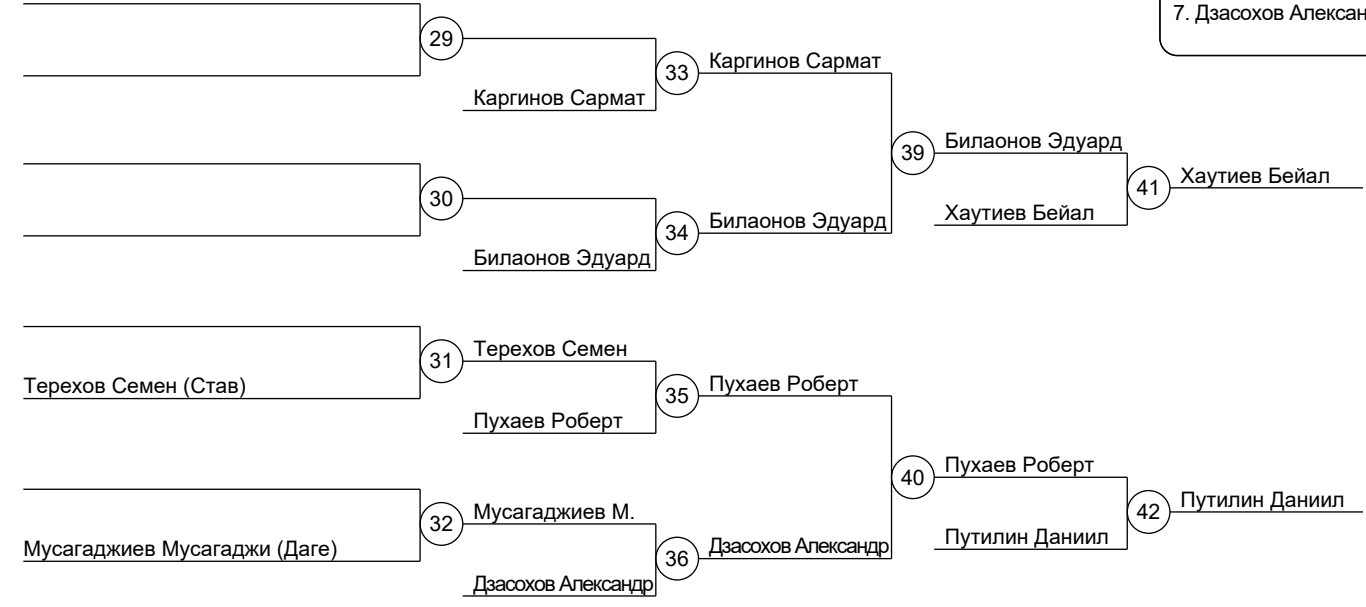 7. Дзасохов Алексан
29
33
Каргинов Сармат
Каргинов Сармат
39
Билаонов Эдуард
41
Хаутиев Бейал
30
34
Билаонов Эдуард
Хаутиев Бейал
Билаонов Эдуард
31
Терехов Семен
Терехов Семен (Став)
35
Пухаев Роберт
Пухаев Роберт
40
Пухаев Роберт
42
Путилин Даниил
32
Мусагаджиев М.
Мусагаджиев Мусагаджи (Даге)
36
Дзасохов Александр
Путилин Даниил
Дзасохов Александр